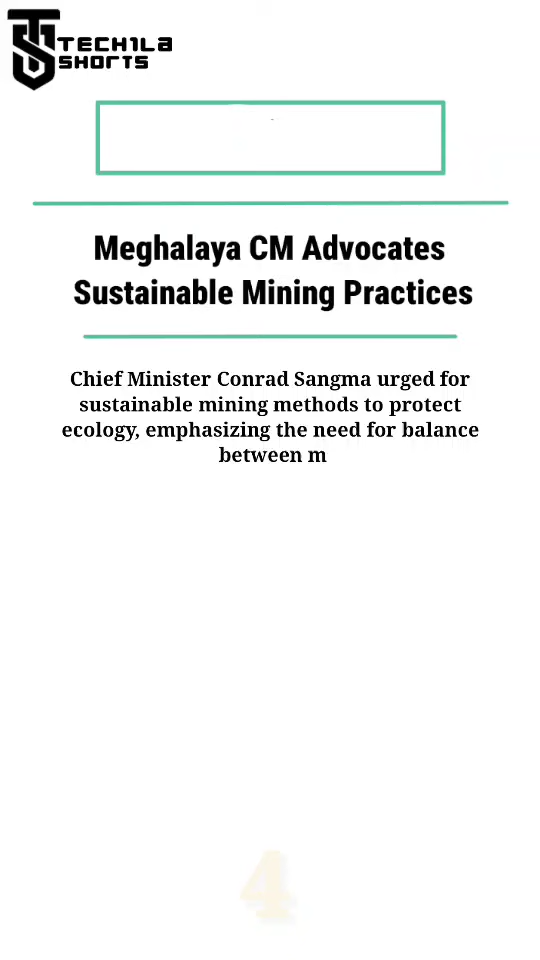 TECH1La
SHOrTS
Meghalaya CM Advocates
Sustainable Mining Practices
Chief Minister Conrad Sangma urged for
sustainable mining methods to protect
ecology, emphasizing the need for balance
between m
4